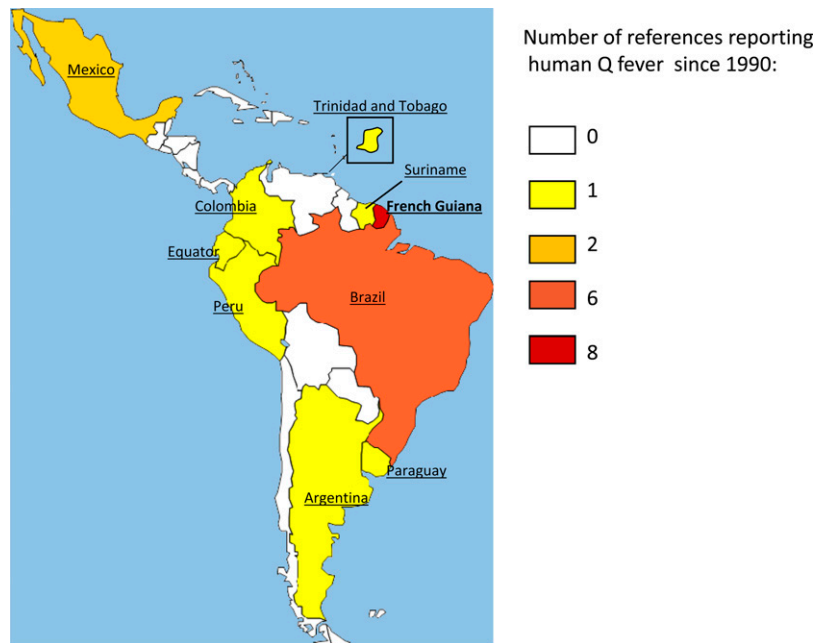 Number of references reporting
human Q fever since 1990:
0
1
2
6
8
Mexico
Trinidad and Tobago
Suriname
French Guiana
Colombia
Equator
Peru
Brazil
Paraguay
Argentina